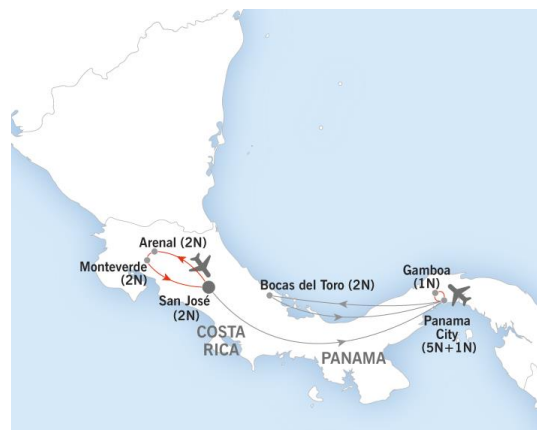 Arenal (2N)
Monteverde
(2N)
San José
(2N)
COSTA
RICA
Bocas del Toro (2N)
Gamboa
(1N)
Panama
City
(5N+1N)
PANAMA